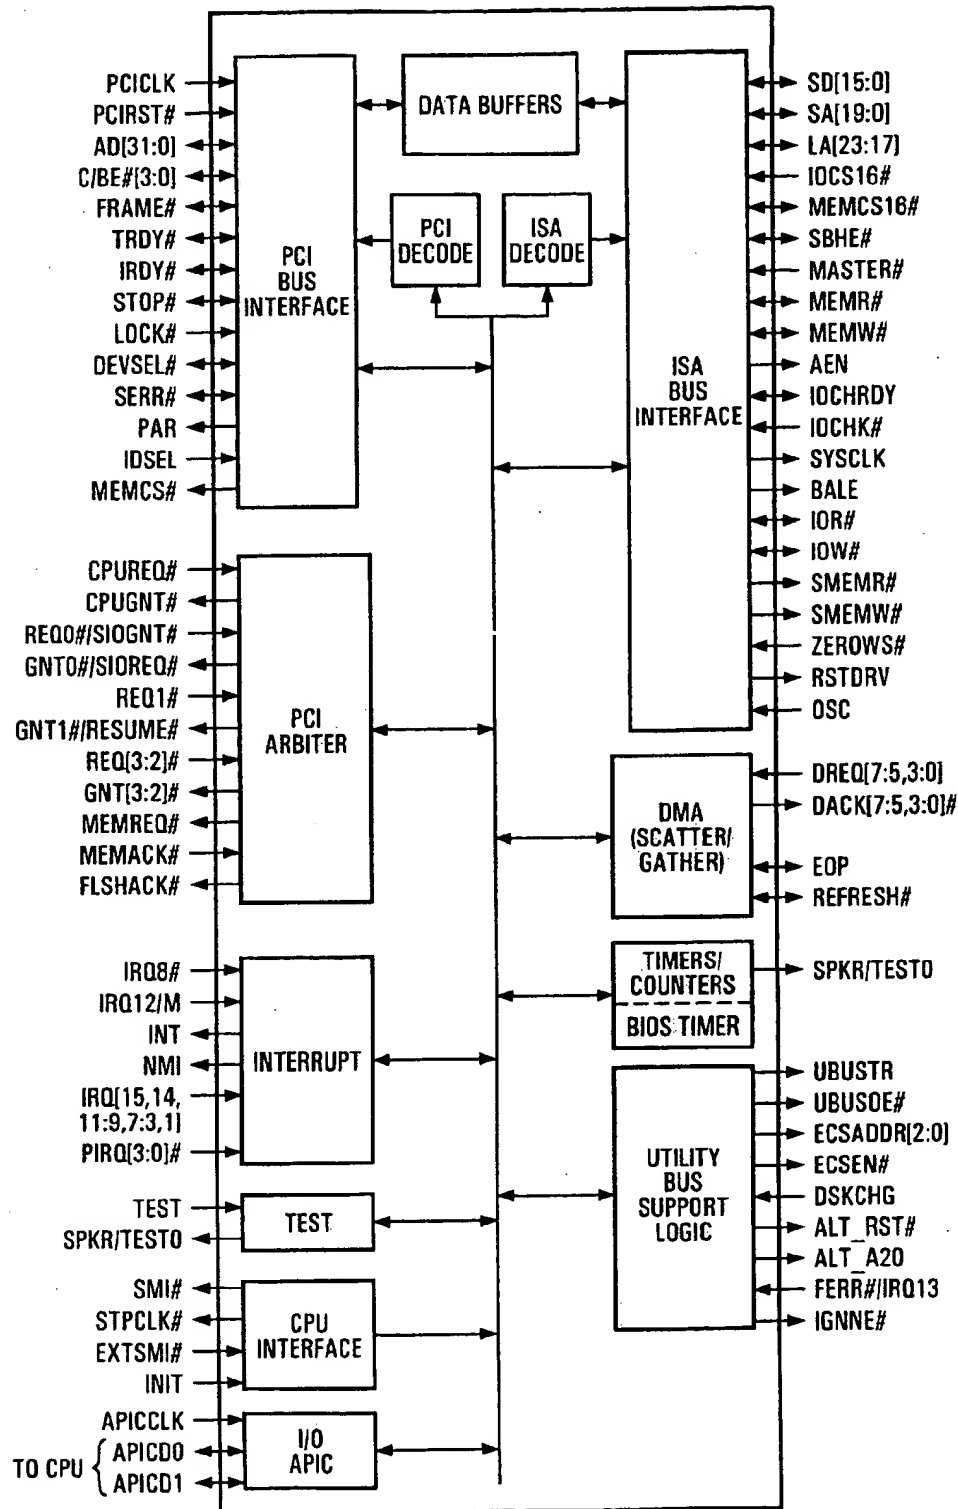 PCICLK
PCIRST#
AD[31:0]
C/BE#[3:0]
FRAME#
TRDY#
IRDY#
STOP#
LOCK#
DEVSEL#
SERR#
PAR
IDSEL
MEMCS#
PCI
BUS
INTERFACE
DATA BUFFERS
PCI
DECODE
ISA
DECODE
ISA
BUS
INTERFACE
SD[15:0]
SA[19:0]
LA[23:17]
IOCS16#
MEMCS16#
SBHE#
MASTER#
MEMR#
MEMW#
AEN
IOCHRDY
IOCHK#
SYSCLK
BALE
IOR#
IOW#
SMEMR#
SMEMW#
ZEROWS#
RSTDRV
OSC
CPUREQ#
CPUGNT#
REQ0#/SIOGNT#
GNT0#/SIOREQ#
REQ1#
GNT1#/RESUME#
REQ[3:2]#
GNT[3:2]#
MEMREQ#
MEMACK#
FLSHACK#
PCI
ARBITER
DMA
(SCATTER/
GATHER)
DREQ[7:5,3:0]
DACK[7:5,3:0]#
EOP
REFRESH#
IRQ8#
IRQ12/M
INT
NMI
IRQ[15,14,
11:9,7:3,1]
PIRQ[3:0]#
INTERRUPT
TIMERS/
COUNTERS
BIOS TIMER
SPKR/TEST0
TEST
SPKR/TEST0
TEST
UTILITY
BUS
SUPPORT
LOGIC
UBUSTR
UBUSOE#
ECSADDR[2:0]
ECSEN#
DSKCHG
ALT_RST#
ALT_A20
FERR#/IRQ13
IGNNE#
SMI#
STPCLK#
EXTSMI#
INIT
CPU
INTERFACE
APICCLK
TO CPU
APICD0
APICD1
I/O
APIC